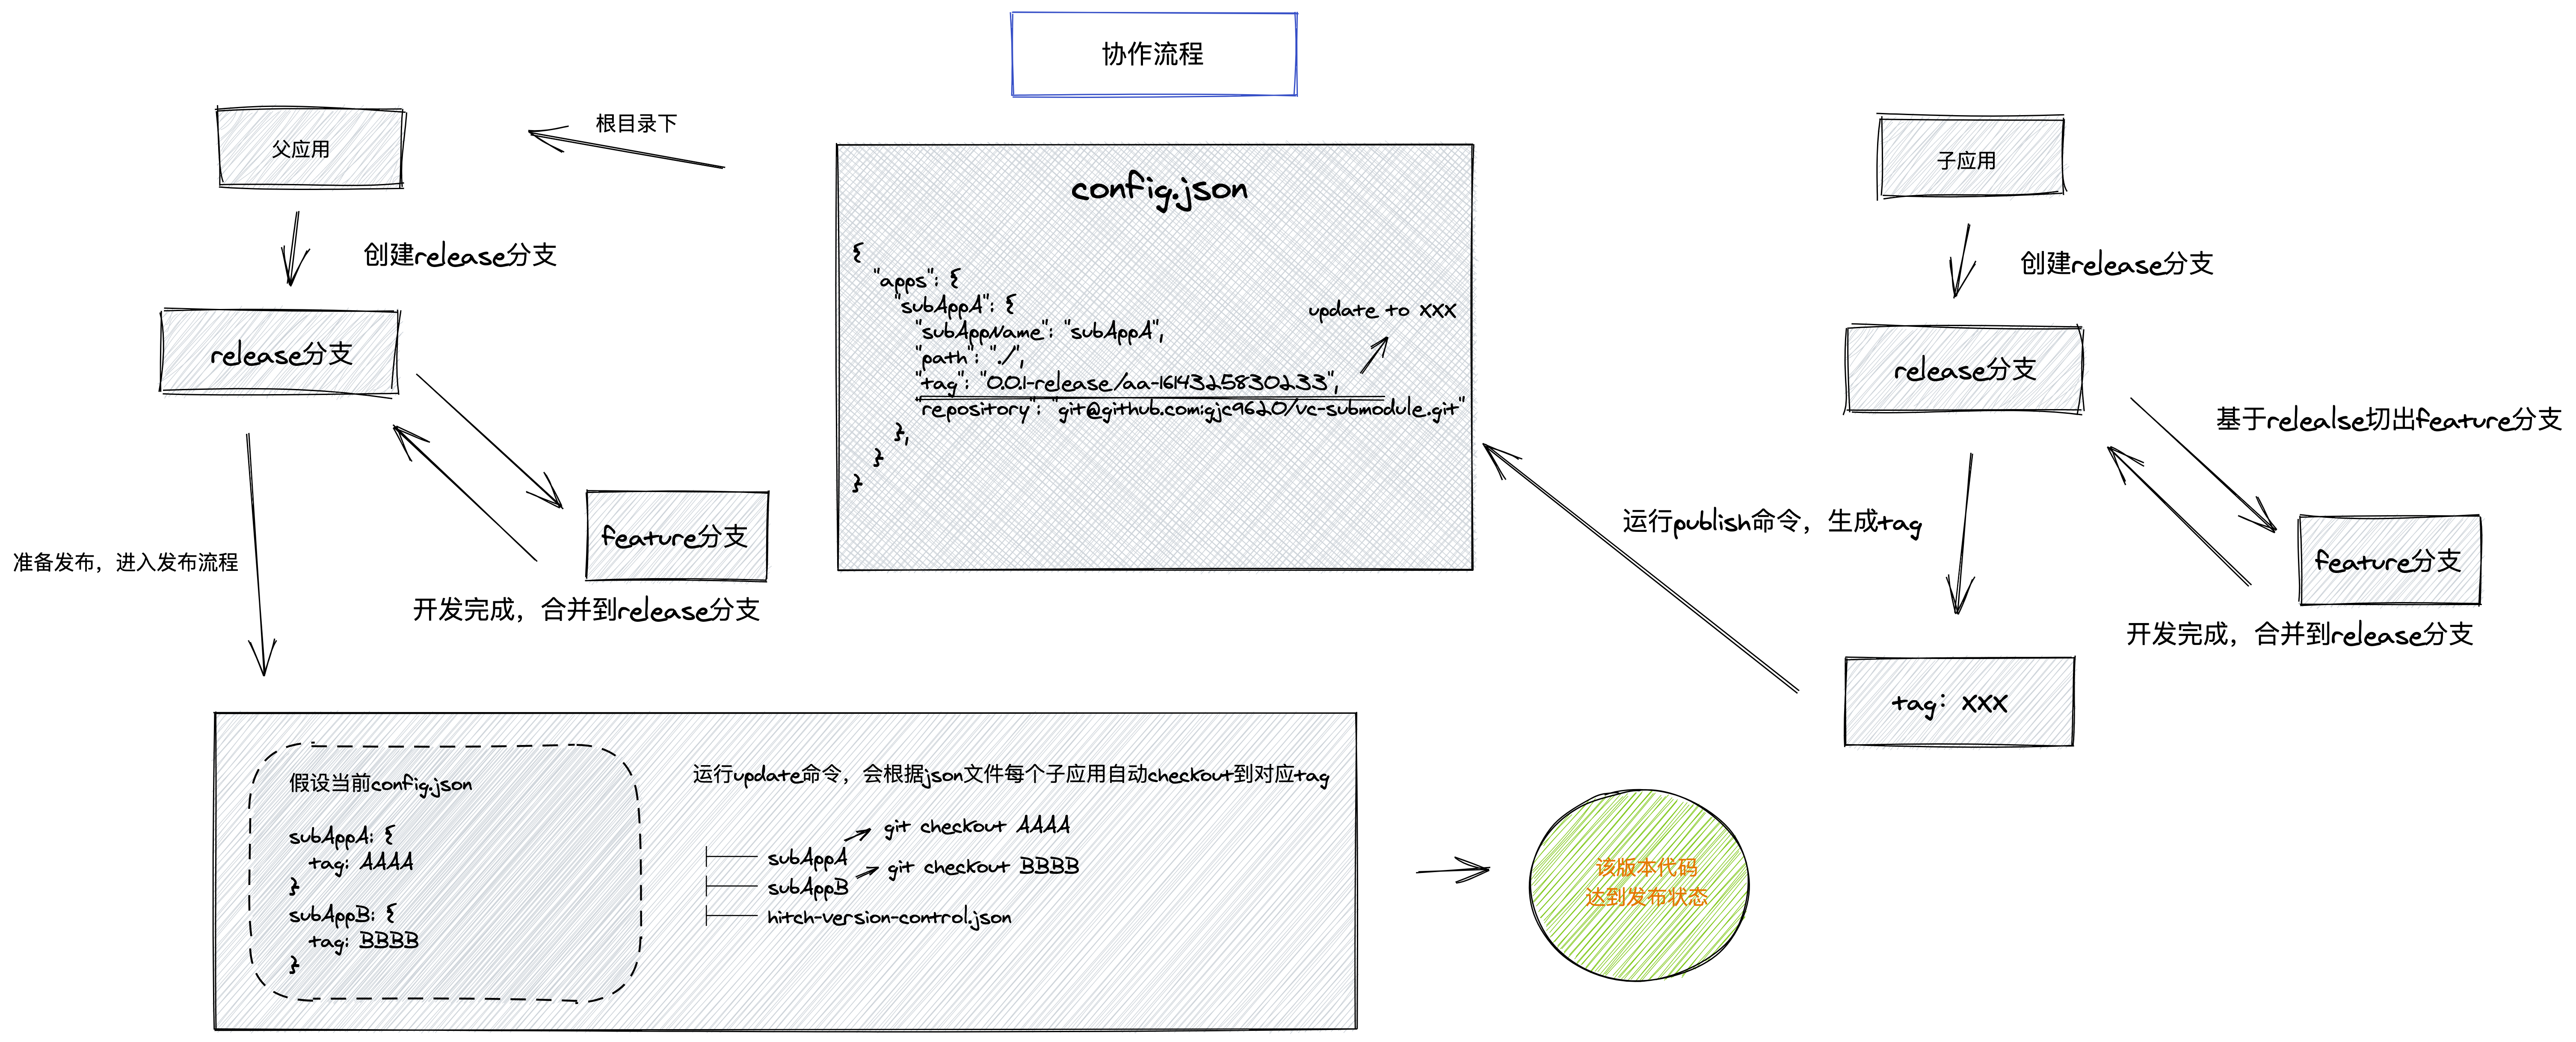 协作流程
父应用
根目录下
创建release分支
release分支
feature分支
开发完成，合并到release分支
准备发布，进入发布流程
config.json
{
"apps": {
"subAppA": {
"subAppName": "subAppA",
"path": "./",
"tag": "0.0.1-release/aa-1614325830233",
"repository": "git@github.com:gjc9620/vc-submodule.git"
},
}
}
update to XXX
子应用
创建release分支
release分支
基于relealse切出feature分支
feature分支
开发完成，合并到release分支
运行publish命令，生成tag
tag：XXX
假设当前config.json
subAppA: {
tag: AAAA
}
subAppB: {
tag: BBBB
}
运行update命令，会根据json文件每个子应用自动checkout到对应tag
git checkout AAAA
subAppA
git checkout BBBB
subAppB
hitch-version-control.json
该版本代码
达到发布状态